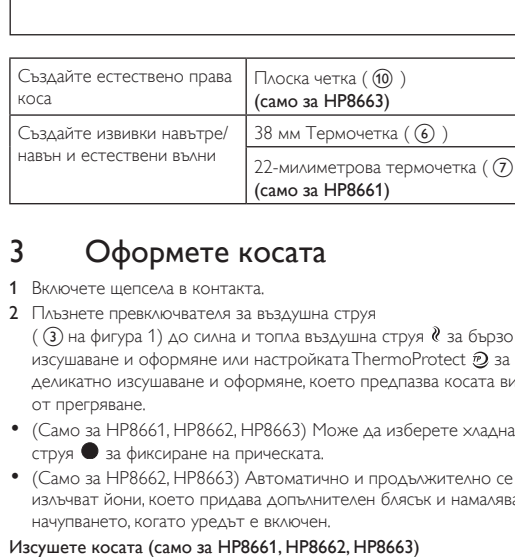 Създайте естествено права
коса
Плоска четка ( ⑩ )
(само за HP8663)
Създайте извивки навътре/
навън и естествени вълни
38 мм Термочетка ( ⑥ )
22-милиметрова термочетка ( ⑦
(само за HP8661)
3 Оформете косата
1 Включете щепсела в контакта.
2 Плъзнете превключвателя за въздушна струя
( ③ на фигура 1) до силна и топла въздушна струя за бързо
изсушаване и оформяне или настройката ThermoProtect за
деликатно изсушаване и оформяне, което предпазва косата ви
от прегряване.
• (Само за HP8661, HP8662, HP8663) Може да изберете хладна
струя ● за фиксиране на прическата.
• (Само за HP8662, HP8663) Автоматично и продължително се
излъчват йони, което придава допълнителен блясък и намалява
начупването, когато уредът е включен.
Изсушете косата (само за HP8661, HP8662, HP8663)